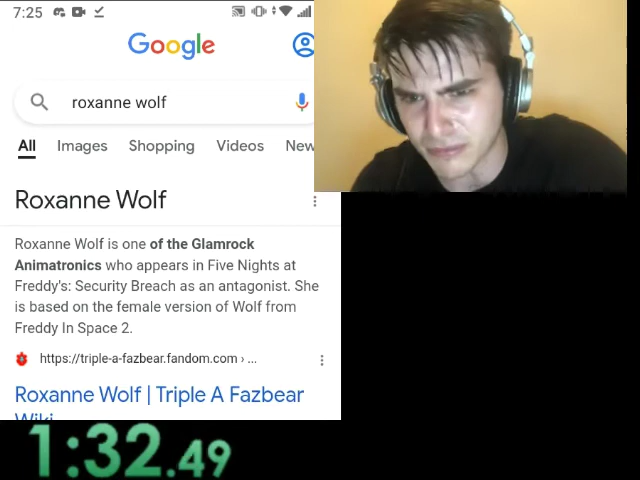 7:25
Google
roxanne wolf
All Images Shopping Videos New
Roxanne Wolf
Roxanne Wolf is one of the Glamrock
Animatronics who appears in Five Nights at
Freddy's: Security Breach as an antagonist. She
is based on the female version of Wolf from
Freddy In Space 2.
https://triple-a-fazbear.fandom.com › ...
Roxanne Wolf | Triple A Fazbear
Wiki
1:32.49